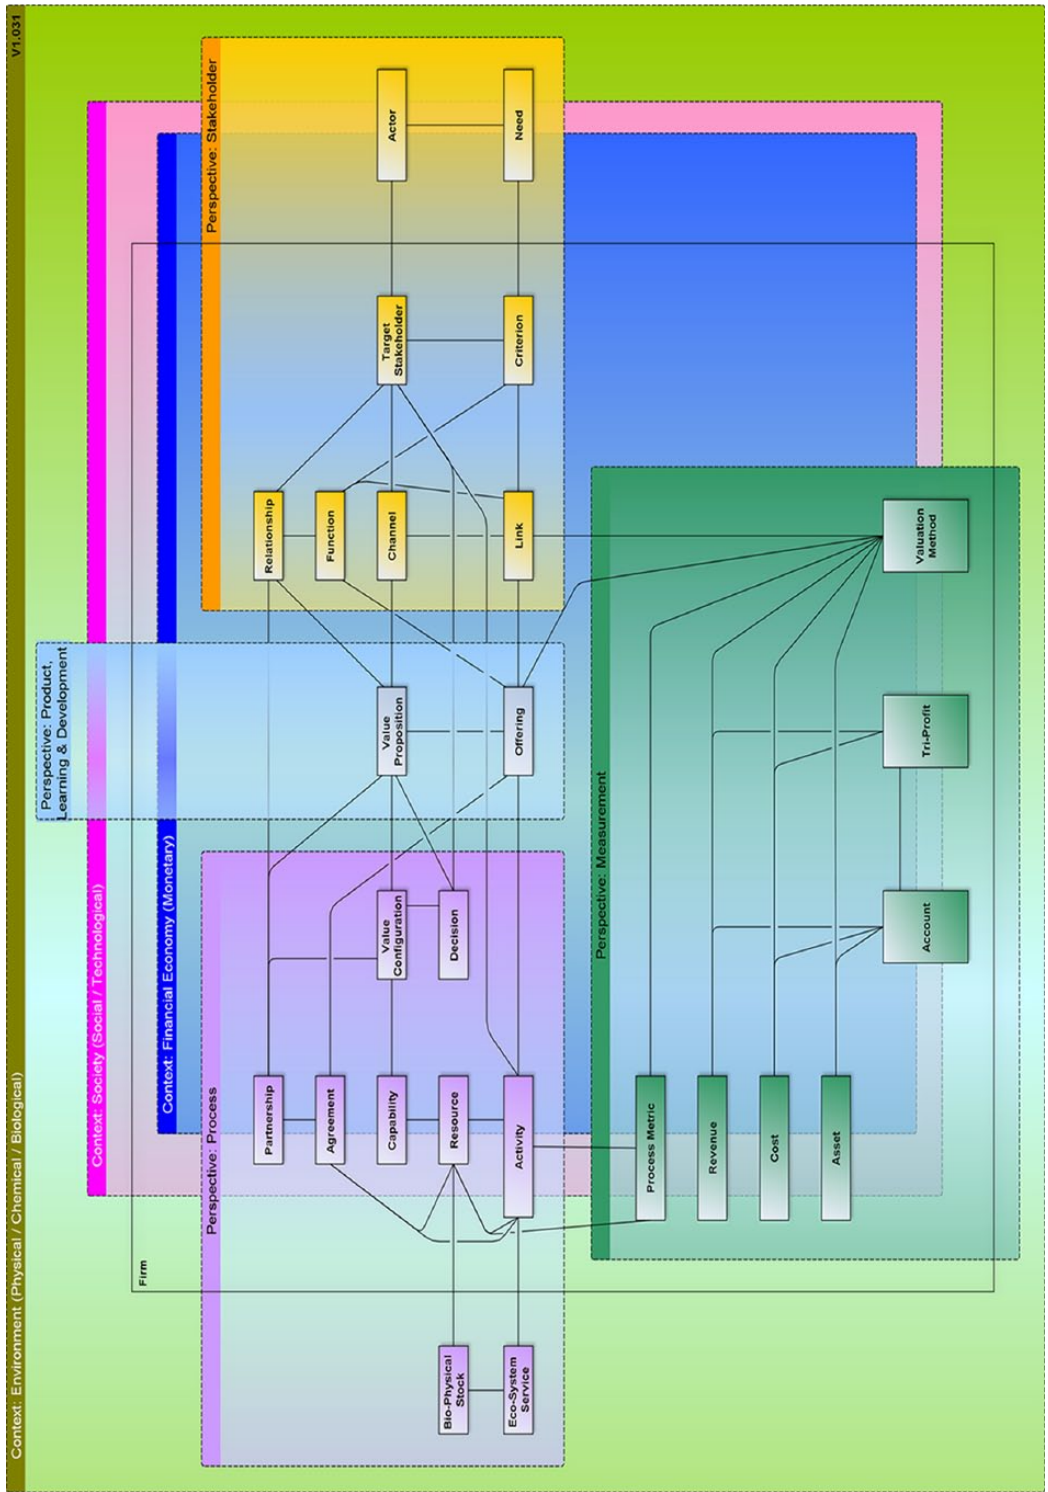 Context: Environment (Physical / Chemical / Biological)
V1.031
Context: Society (Social / Technological)
Context: Financial Economy (Monetary)
Firm
Perspective: Process
Perspective: Product,
Learning & Development
Perspective: Stakeholder
Partnership
Relationship
Agreement
Function
Capability
Value
Configuration
Value
Proposition
Channel
Target
Stakeholder
Actor
Bio-Physical
Stock
Resource
Decision
Eco-System
Service
Activity
Offering
Link
Criterion
Need
Perspective: Measurement
Process Metric
Revenue
Cost
Asset
Account
Tri-Profit
Valuation
Method